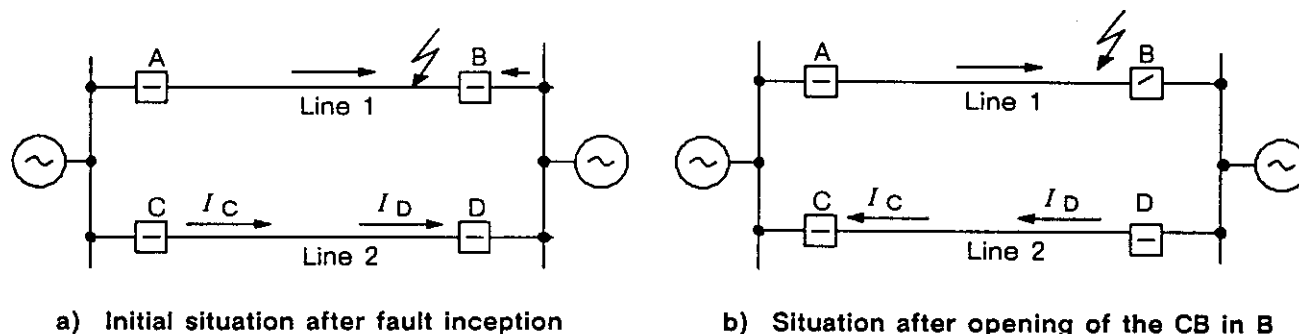 A
B
Line 1
C
I C
I D
D
Line 2
a) Initial situation after fault inception
A
B
Line 1
C
I C
I D
D
Line 2
b) Situation after opening of the CB in B